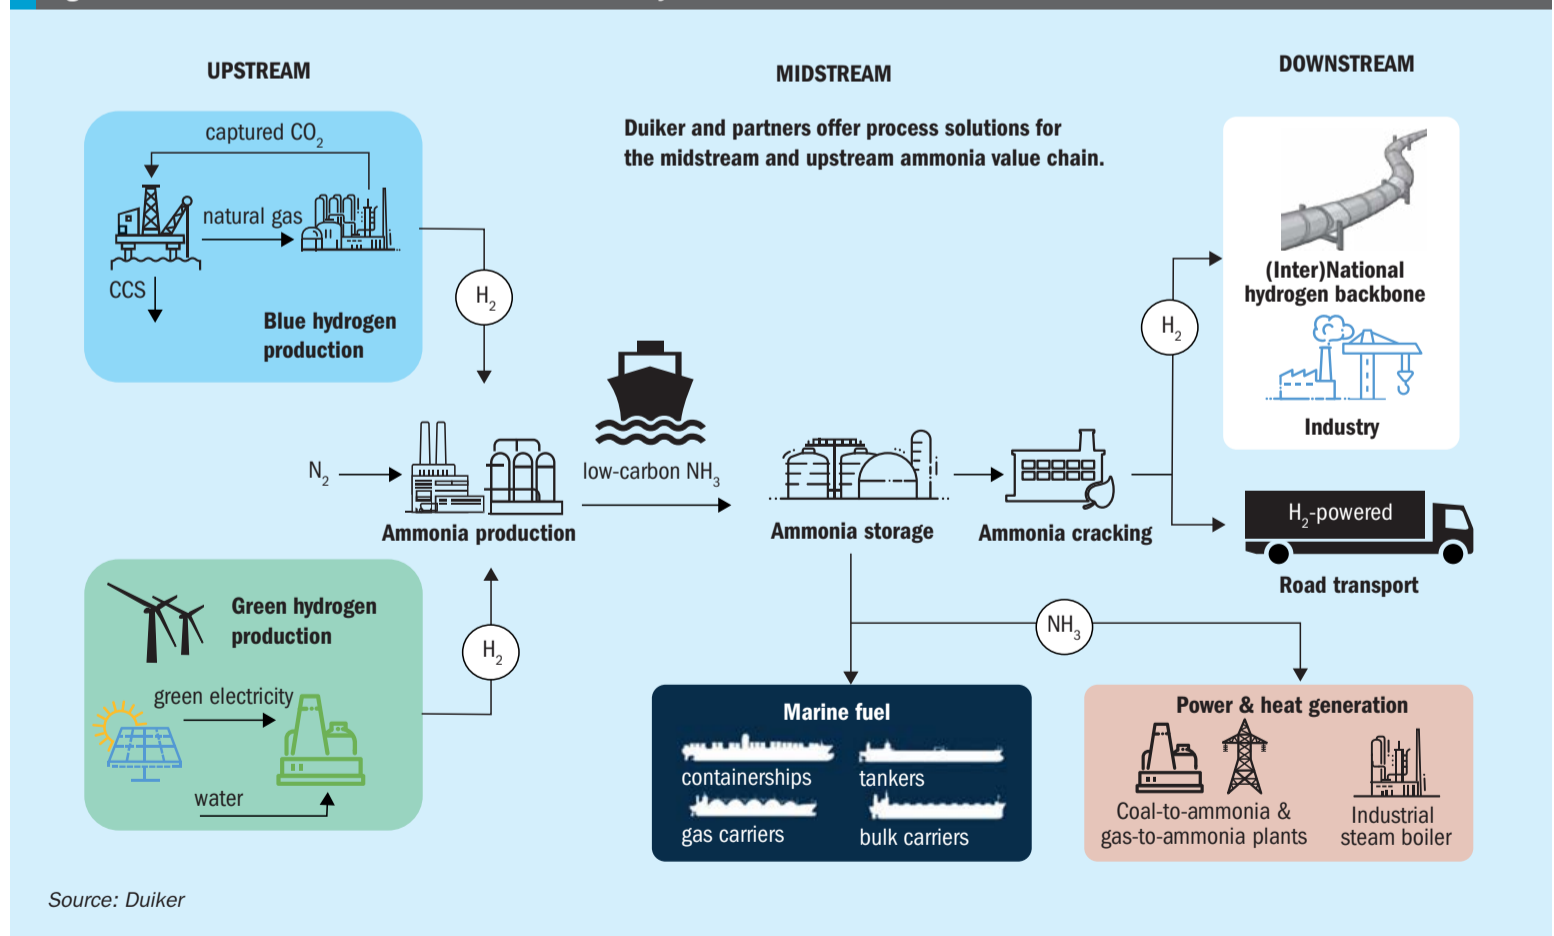 UPSTREAM
MIDSTREAM
DOWNSTREAM
Duiker and partners offer process solutions for
the midstream and upstream ammonia value chain.
captured CO₂
natural gas
CCS
Blue hydrogen
production
H₂
N₂
Ammonia production
low-carbon NH₃
Ammonia storage
Ammonia cracking
H₂
(Inter)National
hydrogen backbone
Industry
H₂-powered
Road transport
Green hydrogen
production
green electricity
water
H₂
NH₃
Marine fuel
containerships
tankers
gas carriers
bulk carriers
Power & heat generation
Coal-to-ammonia &
gas-to-ammonia plants
Industrial
steam boiler
Source: Duiker